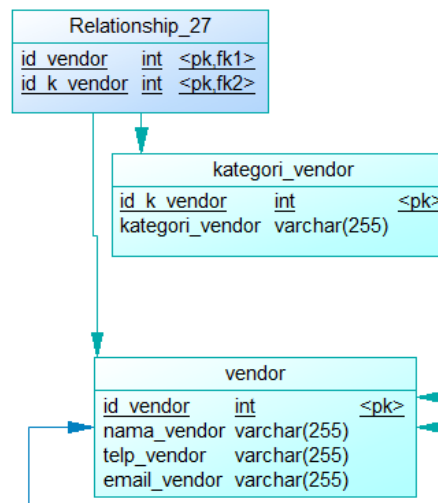 Relationship_27
id_vendor int <pk,fk1>
id_k_vendor int <pk,fk2>
kategori_vendor
id_k_vendor int <pk>
kategori_vendor varchar(255)
vendor
id_vendor int <pk>
nama_vendor varchar(255)
telp_vendor varchar(255)
email_vendor varchar(255)